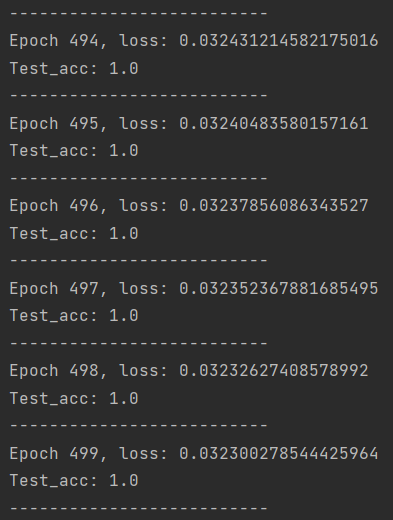 --------------------------
Epoch 494, loss: 0.032431214582175016
Test_acc: 1.0
--------------------------
Epoch 495, loss: 0.03240483580157161
Test_acc: 1.0
--------------------------
Epoch 496, loss: 0.03237856086343527
Test_acc: 1.0
--------------------------
Epoch 497, loss: 0.032352367881685495
Test_acc: 1.0
--------------------------
Epoch 498, loss: 0.03232627408578992
Test_acc: 1.0
--------------------------
Epoch 499, loss: 0.032300278544425964
Test_acc: 1.0
--------------------------